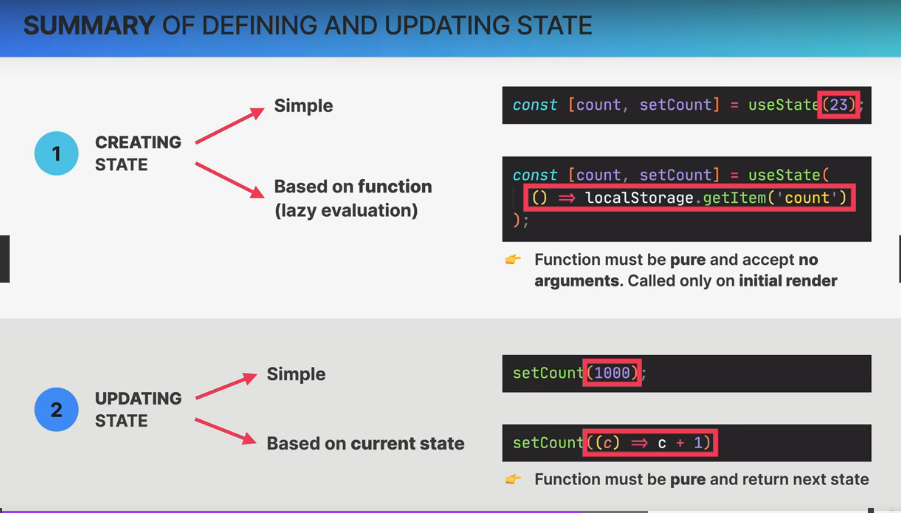 SUMMARY OF DEFINING AND UPDATING STATE
1
CREATING
STATE
Simple
const [count, setCount] = useState(23);
Based on function
(lazy evaluation)
const [count, setCount] = useState(
() => localStorage.getItem('count')
);
👉 Function must be pure and accept no
arguments. Called only on initial render
2
UPDATING
STATE
Simple
setCount(1000);
Based on current state
setCount((c) => c + 1)
👉 Function must be pure and return next state